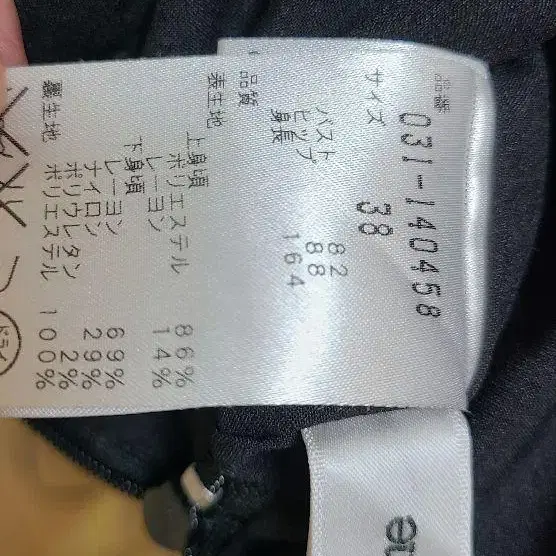 品番
031-140458
サイズ
38
バスト 82
ヒップ 88
身長 164
品質
表生地
上身頃
ポリエステル 86%
レーヨン 14%
下身頃
レーヨン 69%
ナイロン 29%
ポリウレタン 2%
裏生地
ポリエステル 100%
ドライ